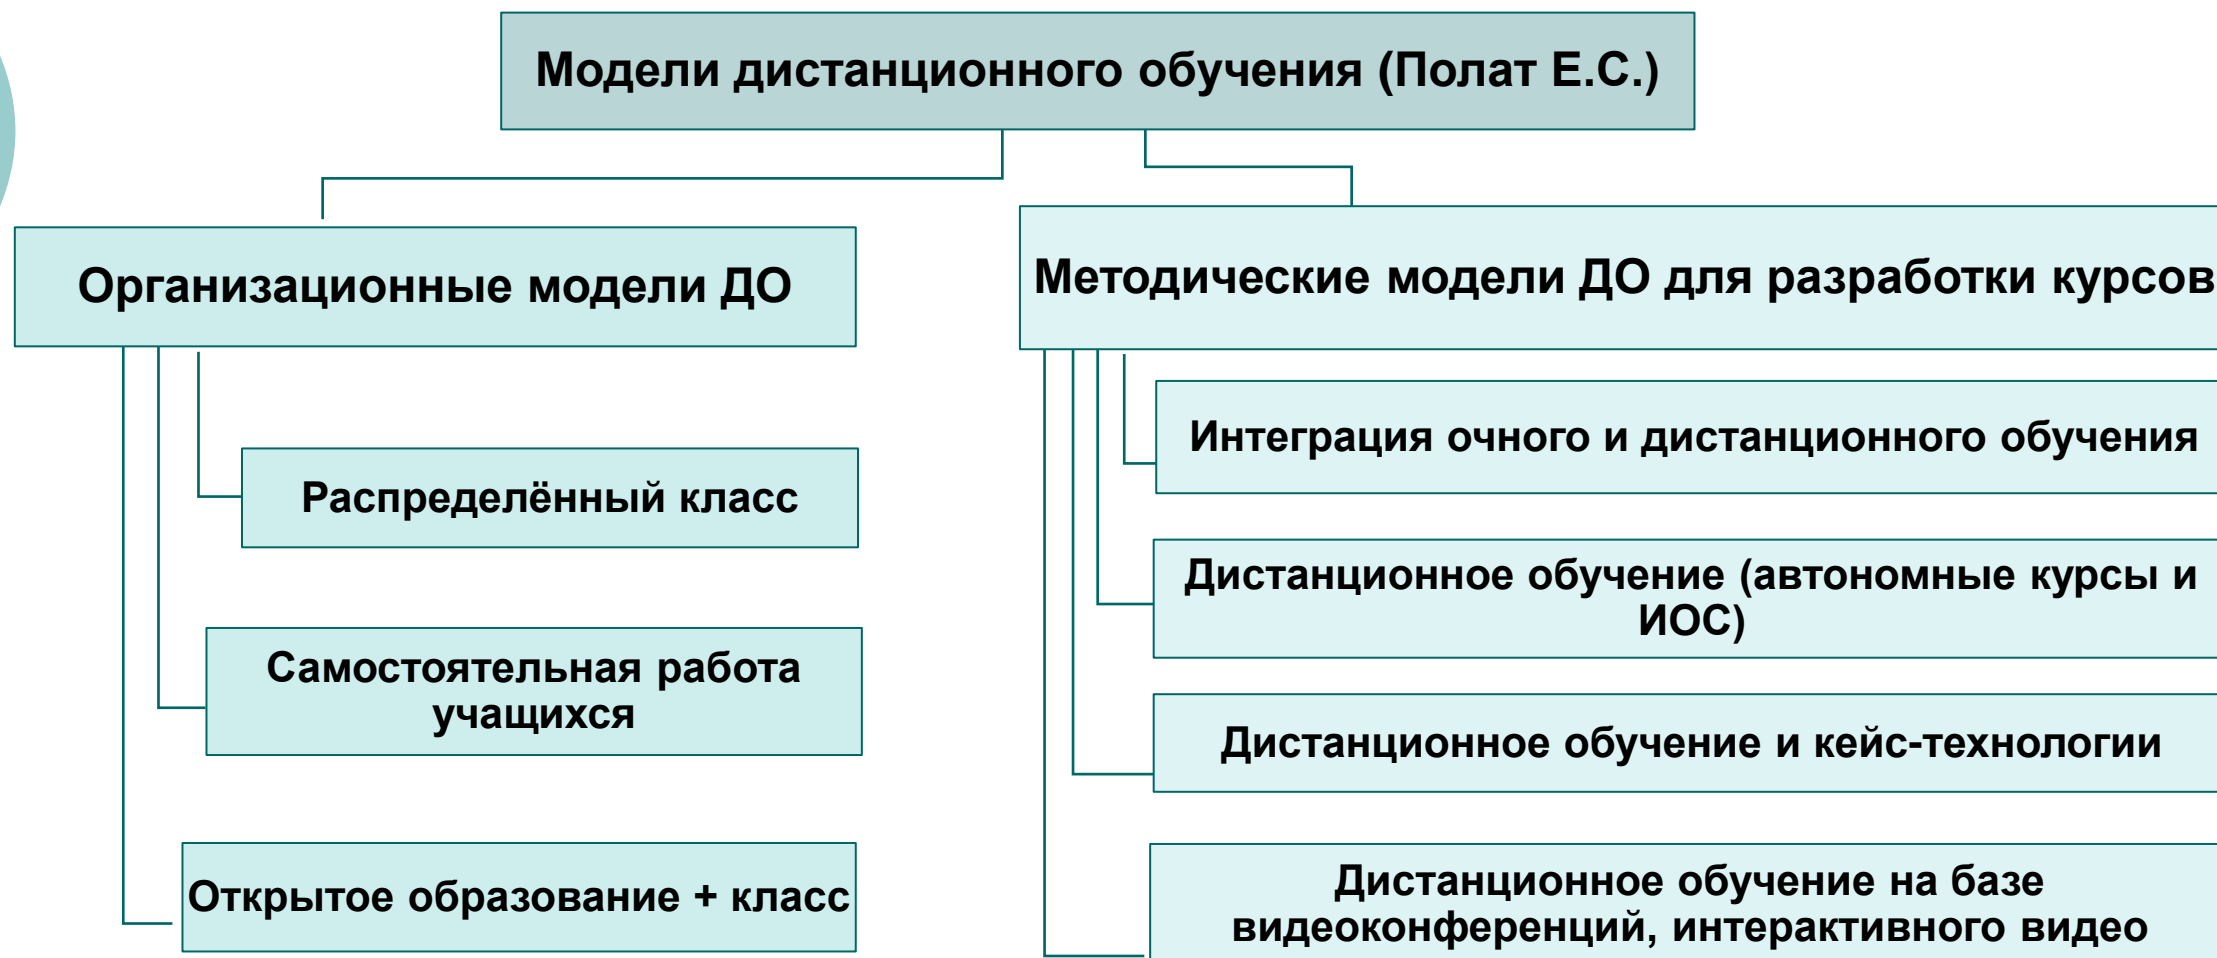 Модели дистанционного обучения (Полат Е.С.)
Организационные модели ДО
Распределённый класс
Самостоятельная работа
учащихся
Открытое образование + класс
Методические модели ДО для разработки курсов
Интеграция очного и дистанционного обучения
Дистанционное обучение (автономные курсы и
ИОС)
Дистанционное обучение и кейс-технологии
Дистанционное обучение на базе
видеоконференций, интерактивного видео